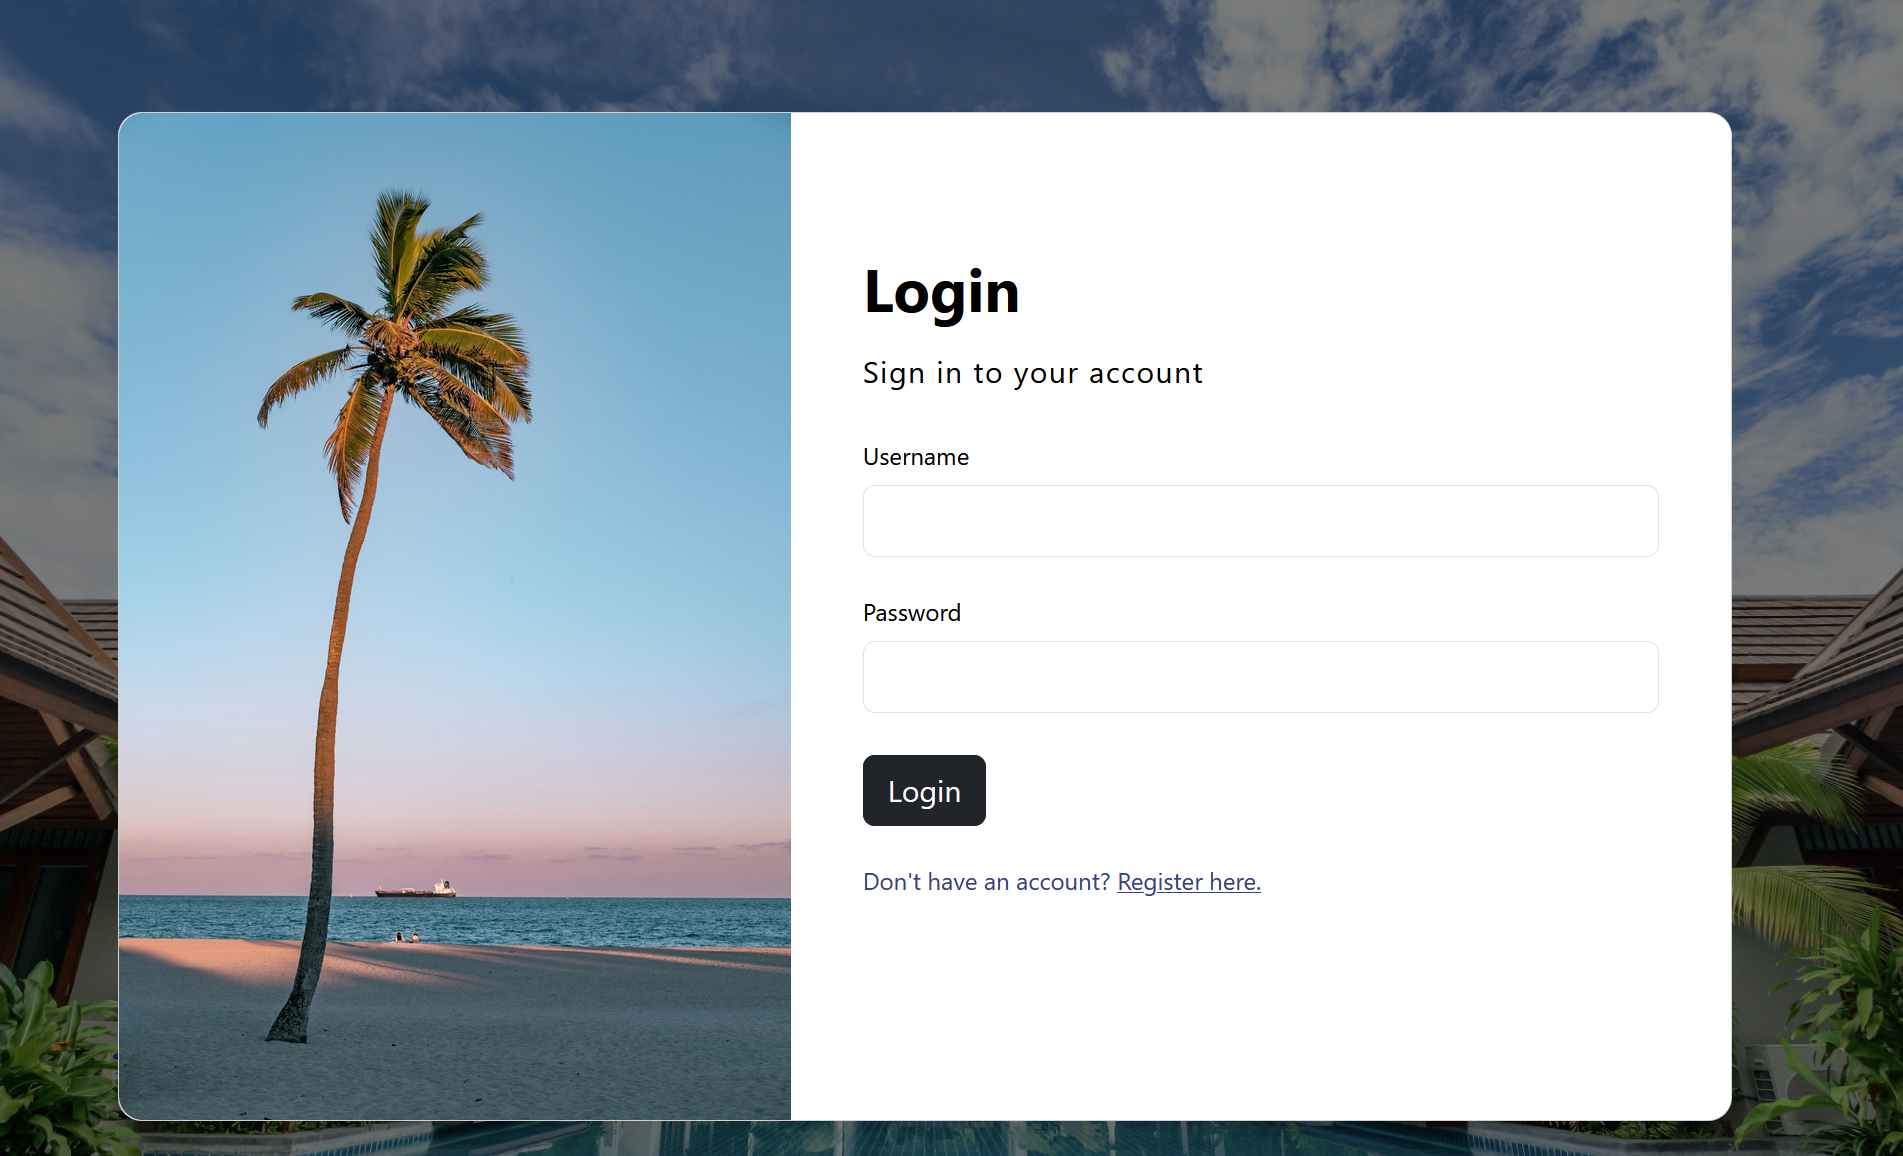 Login
Sign in to your account
Username
Password
Login
Don't have an account? Register here.